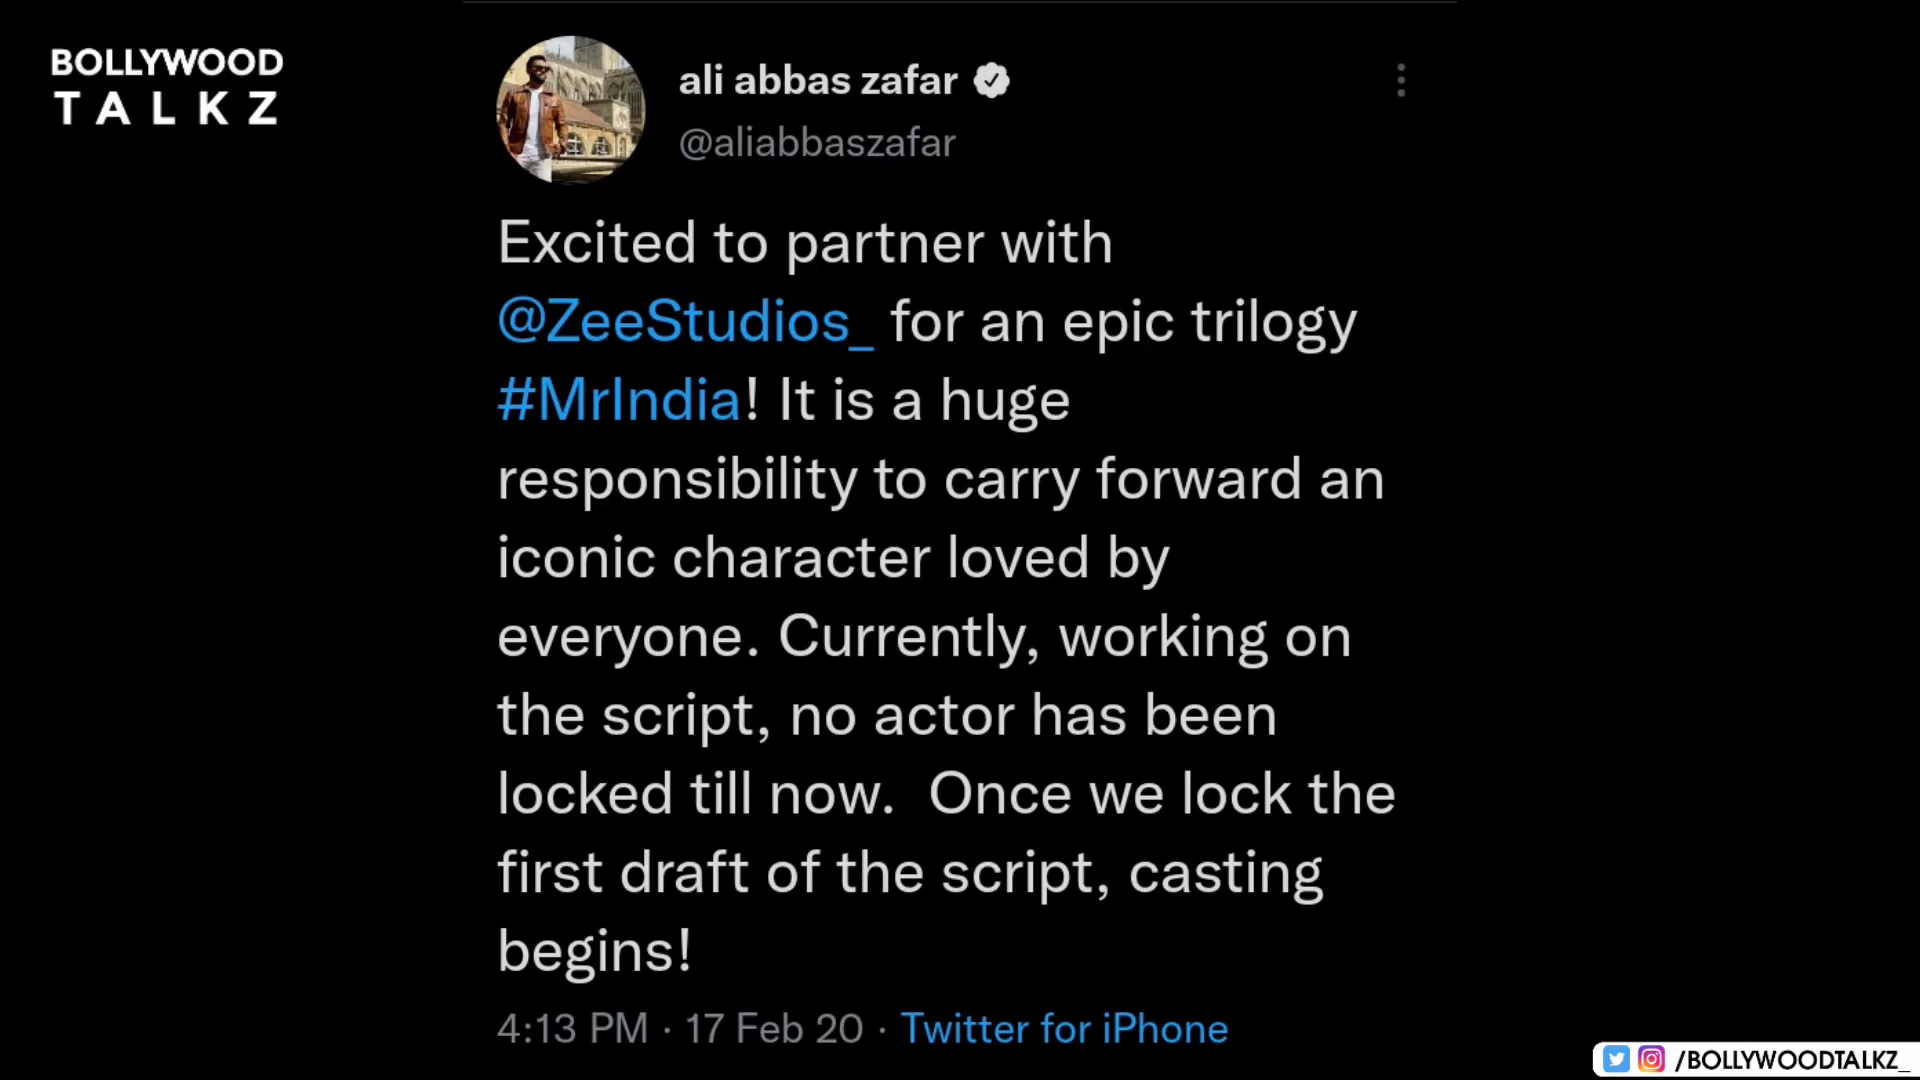 BOLLYWOOD
TALKZ
ali abbas zafar
@aliabbaszafar
Excited to partner with
@ZeeStudios_ for an epic trilogy
#MrIndia! It is a huge
responsibility to carry forward an
iconic character loved by
everyone. Currently, working on
the script, no actor has been
locked till now.  Once we lock the
first draft of the script, casting
begins!
4:13 PM · 17 Feb 20 · Twitter for iPhone
/BOLLYWOODTALKZ_